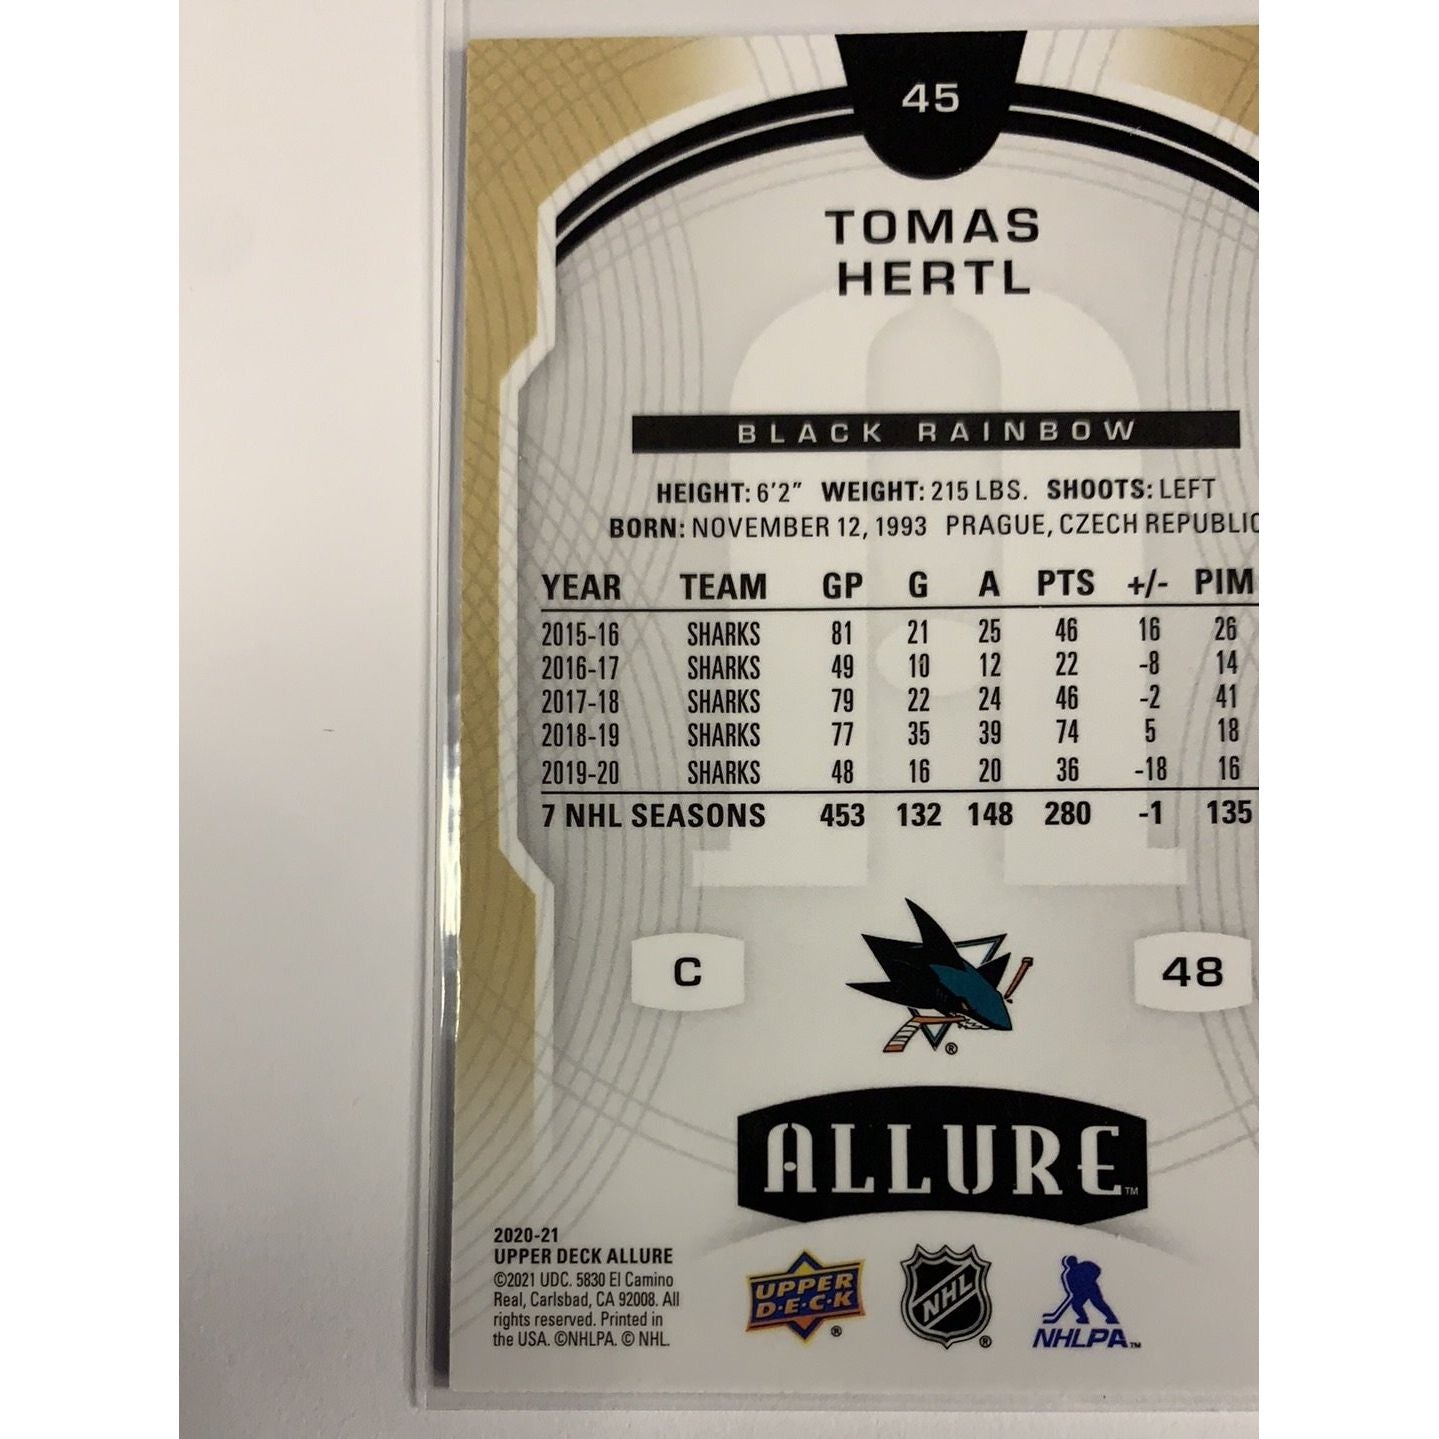 45
TOMAS
HERTL
BLACK RAINBOW
HEIGHT: 6'2" WEIGHT: 215 LBS. SHOOTS: LEFT
BORN: NOVEMBER 12, 1993 PRAGUE, CZECH REPUBLIC
YEAR TEAM GP G A PTS +/- PIM
2015-16 SHARKS 81 21 25 46 16 26
2016-17 SHARKS 49 10 12 22 -8 14
2017-18 SHARKS 79 22 24 46 -2 41
2018-19 SHARKS 77 35 39 74 5 18
2019-20 SHARKS 48 16 20 36 -18 16
7 NHL SEASONS 453 132 148 280 -1 135
C 48
®
ALLURE™
2020-21
UPPER DECK ALLURE
©2021 UDC. 5830 El Camino
Real, Carlsbad, CA 92008. All
rights reserved. Printed in
the USA. ©NHLPA. © NHL.
UPPER
D•E•C•K®
NHL®
NHLPA™